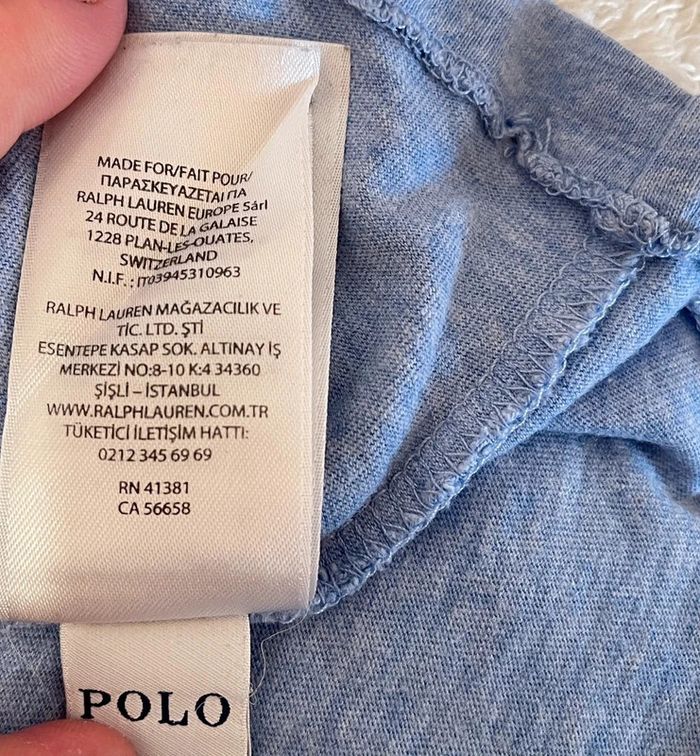 MADE FOR/FAIT POUR/
ΠΑΡΑΣΚΕΥΑΖΕΤΑΙ ΓΙΑ
RALPH LAUREN EUROPE Sàrl
24 ROUTE DE LA GALAISE
1228 PLAN-LES-OUATES,
SWITZERLAND
N.I.F. : IT03945310963
RALPH LAUREN MAĞAZACILIK VE
TİC. LTD. ŞTİ
ESENTEPE KASAP SOK. ALTINAY İŞ
MERKEZİ NO:8-10 K:4 34360
ŞİŞLİ – İSTANBUL
WWW.RALPHLAUREN.COM.TR
TÜKETİCİ İLETİŞİM HATTI:
0212 345 69 69
RN 41381
CA 56658
POLO